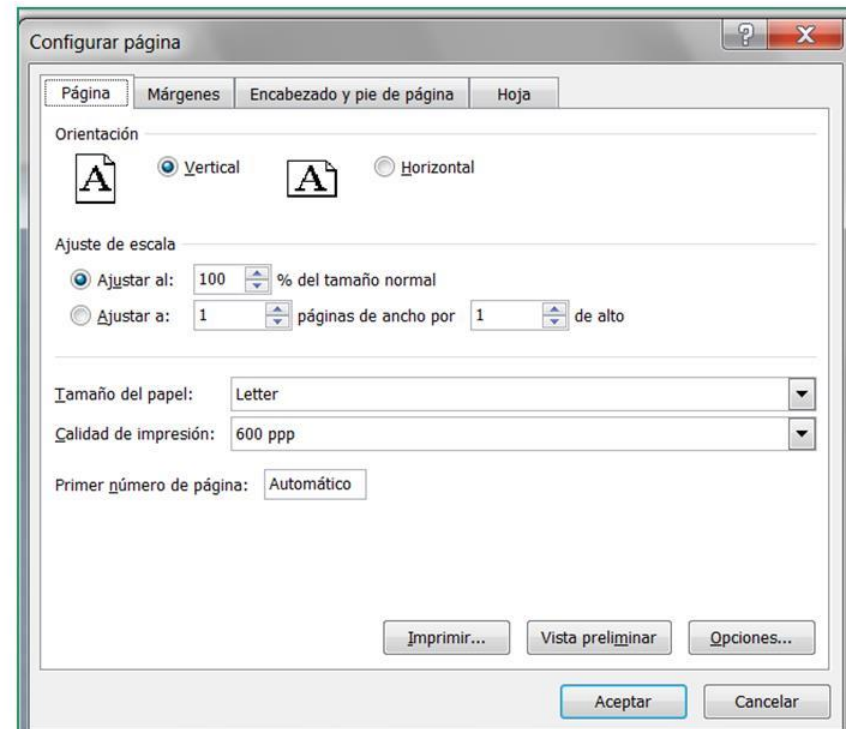 Configurar página
Página Márgenes Encabezado y pie de página Hoja
Orientación
A Vertical A Horizontal
Ajuste de escala
Ajustar al: 100 % del tamaño normal
Ajustar a: 1 páginas de ancho por 1 de alto
Tamaño del papel: Letter
Calidad de impresión: 600 ppp
Primer número de página: Automático
Imprimir... Vista preliminar Opciones...
Aceptar Cancelar